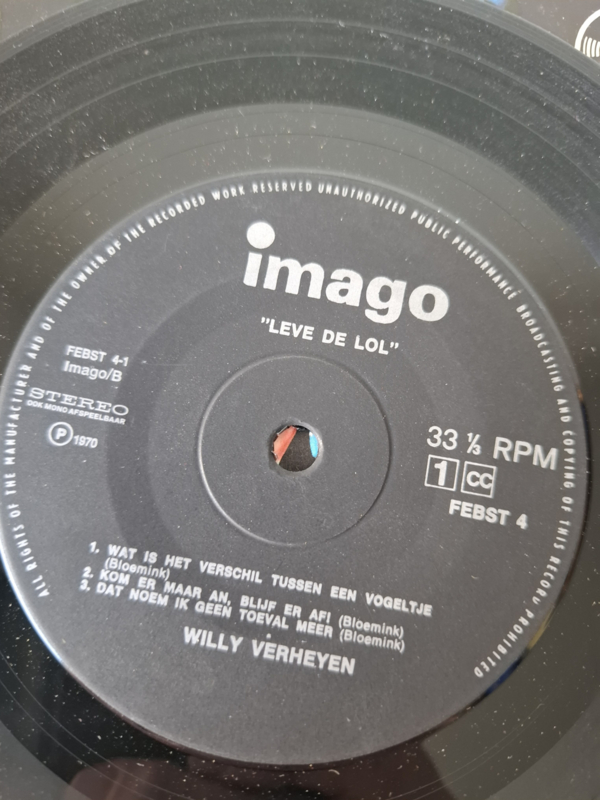 ALL RIGHTS OF THE MANUFACTURER AND OF THE OWNER OF THE RECORDED WORK RESERVED UNAUTHORIZED PUBLIC PERFORMANCE BROADCASTING AND COPYING OF THIS RECORD PROHIBITED
imago
"LEVE DE LOL"
FEBST 4-1
Imago/B
STEREO
OOK MONO AFSPEELBAAR
P 1970
33 ⅓ RPM
1 CC
FEBST 4
1. WAT IS HET VERSCHIL TUSSEN EEN VOGELTJE
(Bloemink)
2. KOM ER MAAR AN, BLIJF ER AF! (Bloemink)
3. DAT NOEM IK GEEN TOEVAL MEER (Bloemink)
WILLY VERHEYEN